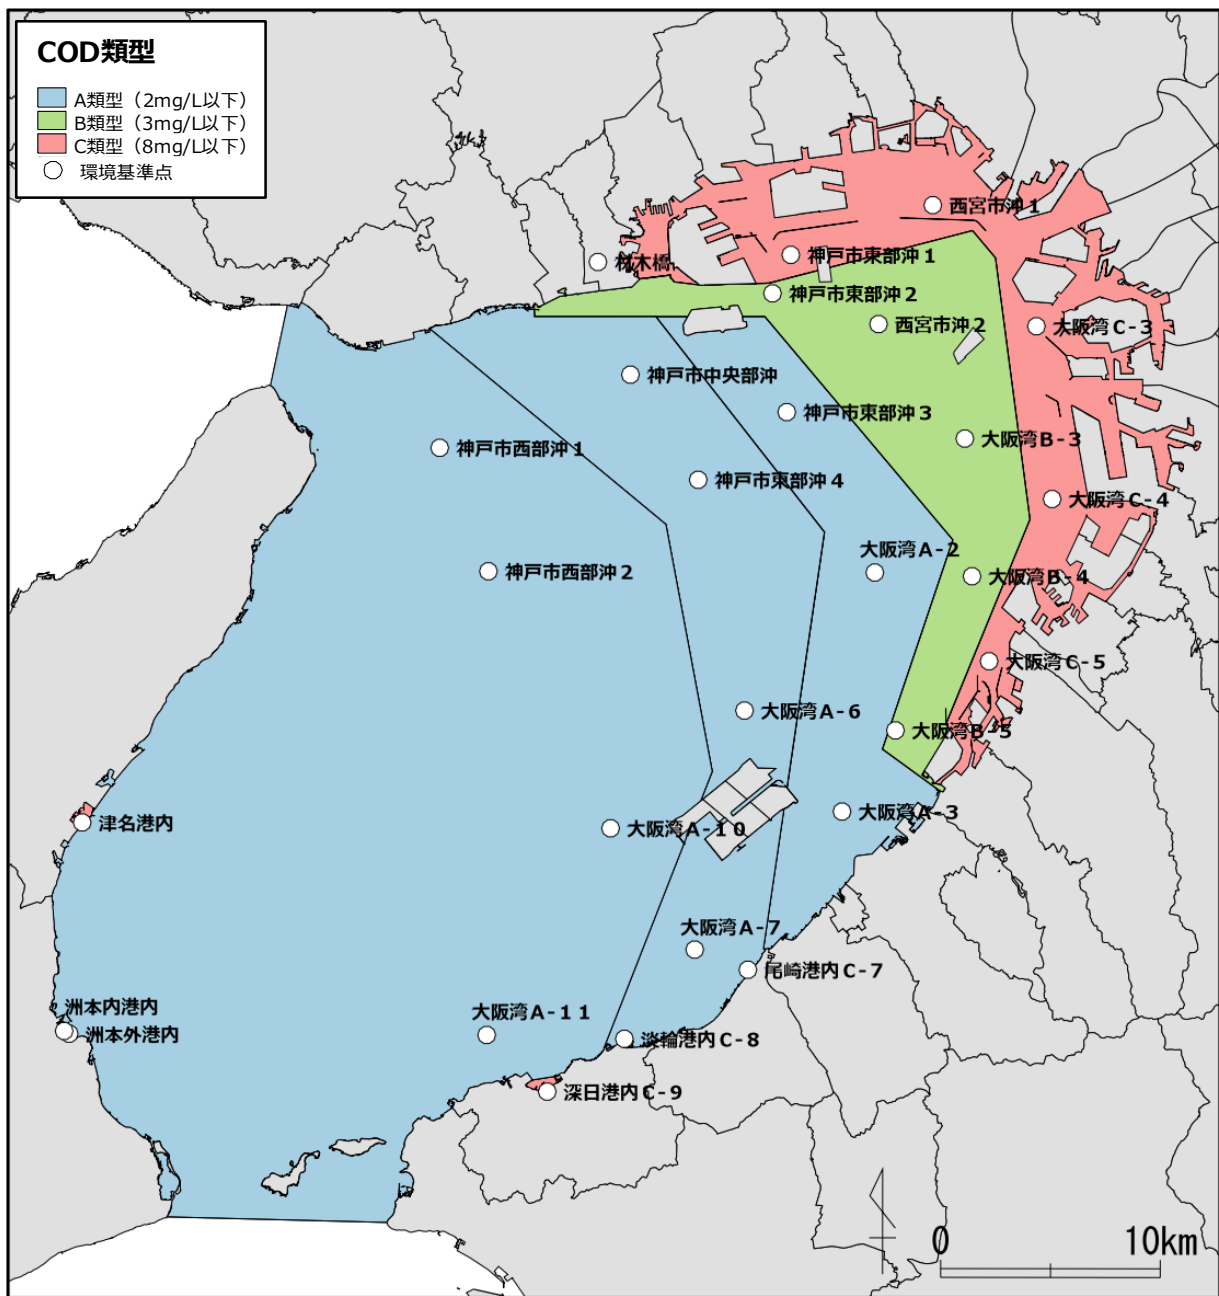 COD類型
A類型（2mg/L以下）
B類型（3mg/L以下）
C類型（8mg/L以下）
環境基準点
西宮市沖１
神戸市東部沖１
材木橋
神戸市東部沖２
西宮市沖２
大阪湾Ｃ-３
神戸市中央部沖
神戸市東部沖３
大阪湾Ｂ-３
神戸市西部沖１
神戸市東部沖４
大阪湾Ｃ-４
大阪湾Ａ-２
神戸市西部沖２
大阪湾Ｂ-４
大阪湾Ｃ-５
大阪湾Ａ-６
大阪湾Ｂ-５
大阪湾Ａ-３
津名港内
大阪湾Ａ-１０
大阪湾Ａ-７
尾崎港内Ｃ-７
洲本内港内
大阪湾Ａ-１１
洲本外港内
淡輪港内Ｃ-８
深日港内Ｃ-９
0 10km